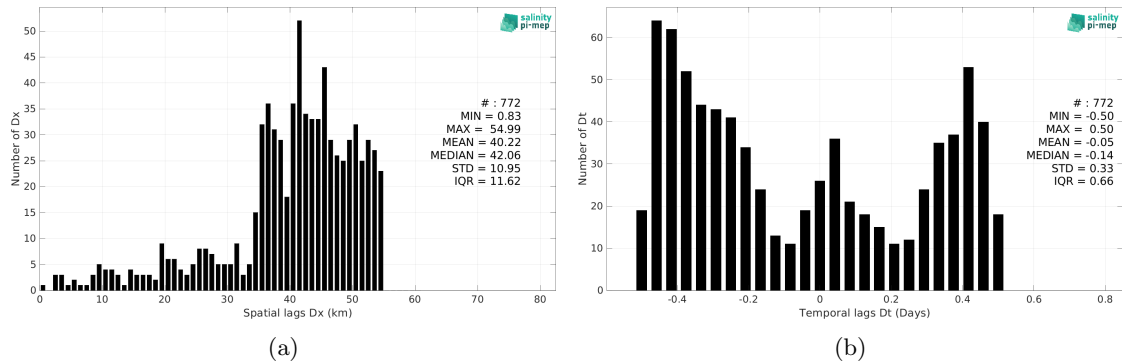 salinity
pi-mep
50
45
40
35
30
25
20
15
10
5
0
Number of Dx
# : 772
MIN = 0.83
MAX = 54.99
MEAN = 40.22
MEDIAN = 42.06
STD = 10.95
IQR = 11.62
0 10 20 30 40 50 60 70 80
Spatial lags Dx (km)
(a)
salinity
pi-mep
60
50
40
30
20
10
0
Number of Dt
# : 772
MIN = -0.50
MAX = 0.50
MEAN = -0.05
MEDIAN = -0.14
STD = 0.33
IQR = 0.66
-0.4 -0.2 0 0.2 0.4 0.6 0.8
Temporal lags Dt (Days)
(b)